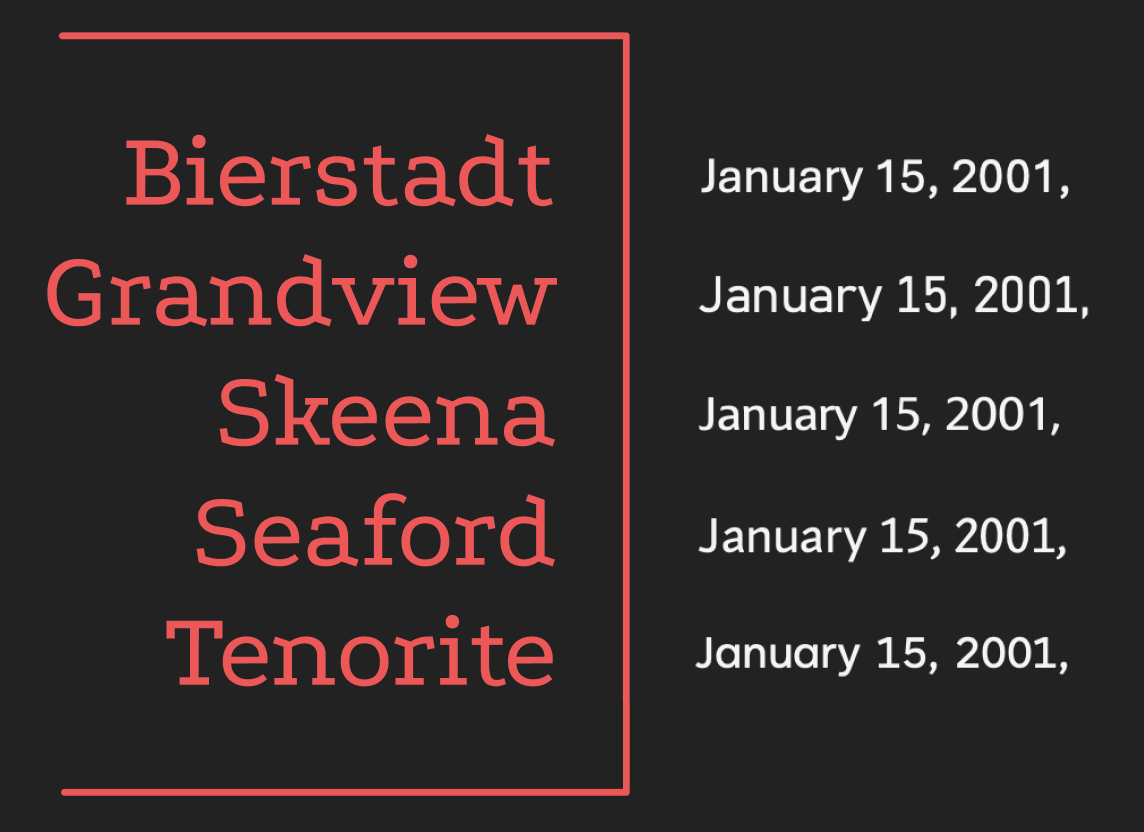 Bierstadt January 15, 2001,
Grandview January 15, 2001,
Skeena January 15, 2001,
Seaford January 15, 2001,
Tenorite January 15, 2001,